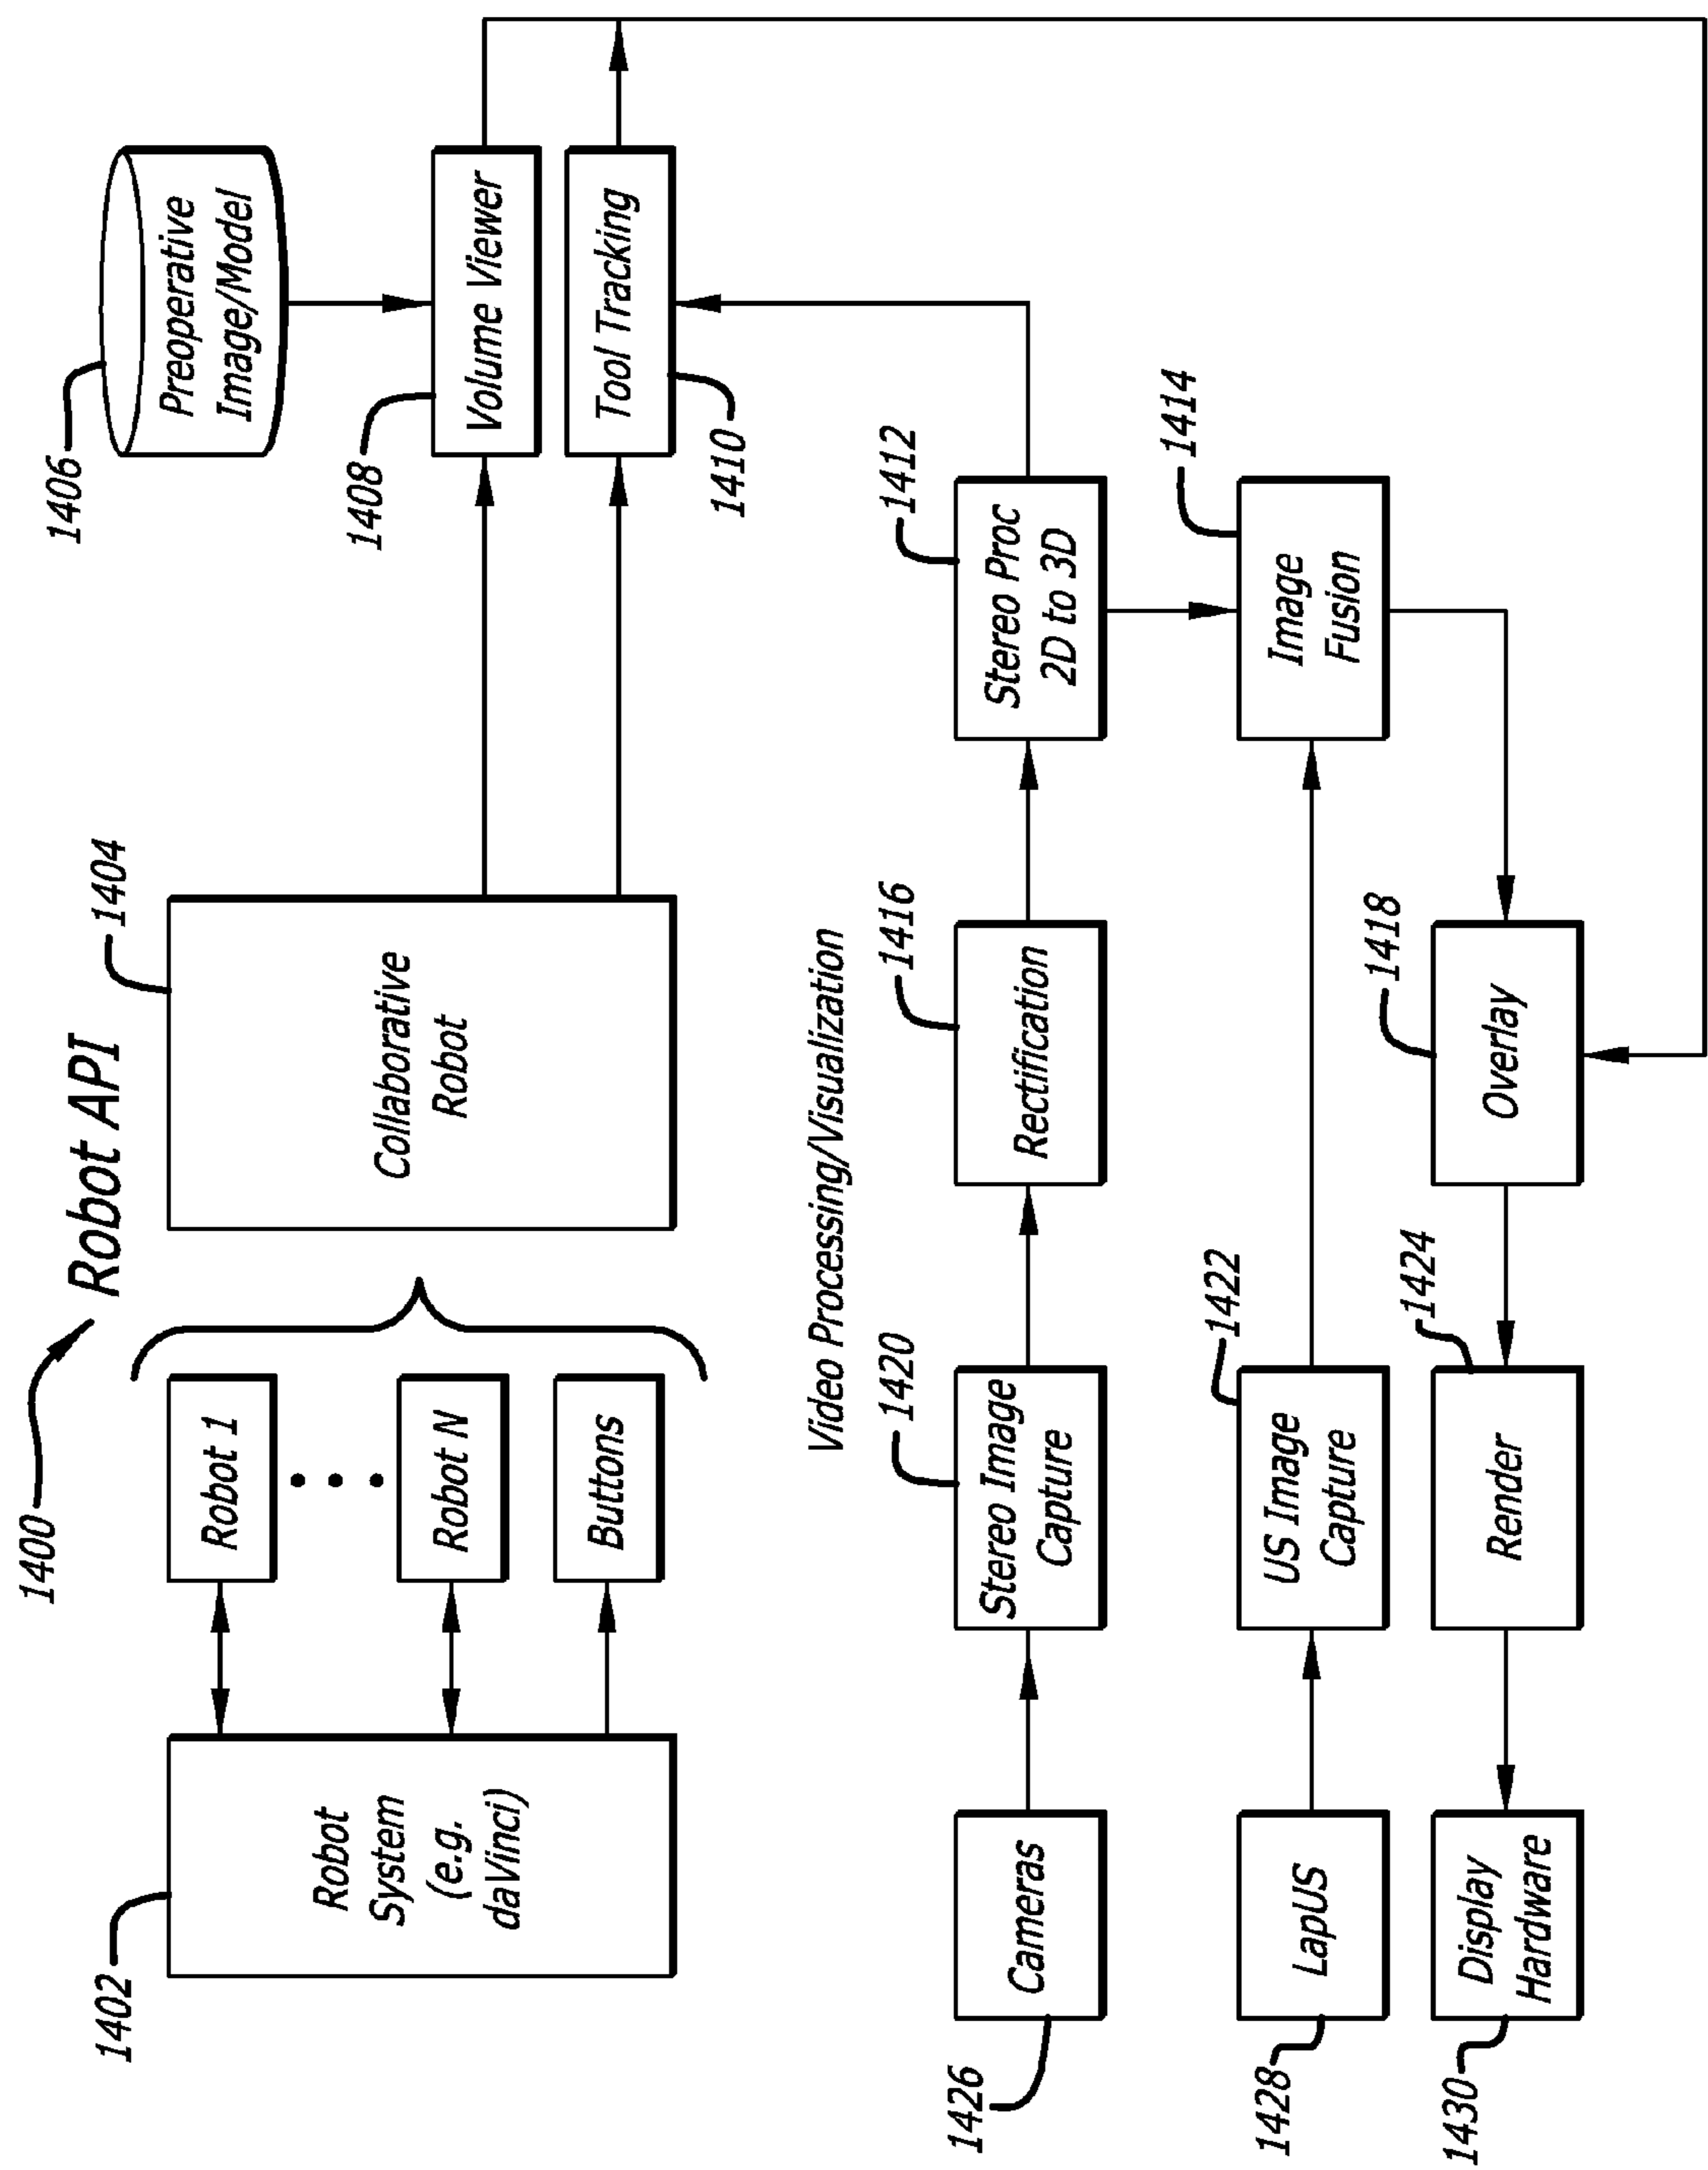 1400
Robot API
1402
Robot
System
(e.g.
daVinci)
Robot 1
Robot N
Buttons
1404
Collaborative
Robot
1406
Preoperative
Image/Model
1408
Volume Viewer
Tool Tracking
1410
Video Processing/Visualization
1426
Cameras
1420
Stereo Image
Capture
1416
Rectification
1412
Stereo Proc
2D to 3D
1428
LapUS
1422
US Image
Capture
1414
Image
Fusion
1430
Display
Hardware
1424
Render
1418
Overlay